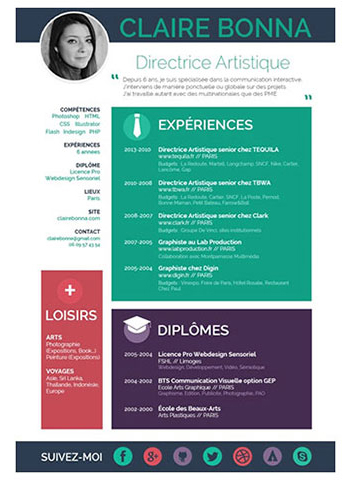 CLAIRE BONNA
Directrice Artistique
Depuis 6 ans, je suis spécialisée dans la communication interactive.
J'interviens de manière ponctuelle ou globale sur des projets
J'ai travaillé autant avec des multinationales que des PME
COMPÉTENCES
Photoshop HTML
CSS Illustrator
Flash Indesign PHP
EXPÉRIENCES
6 années
DIPLÔME
Licence Pro
Webdesign Sensoriel
LIEUX
Paris
SITE
clairebonna.com
CONTACT
clairebonna@gmail.com
EXPÉRIENCES
2013-2010 Directrice Artistique senior chez TEQUILA
www.tequila.fr // PARIS
Budgets : La Redoute, Martell, Longchamp, SNCF, Nike, Cartier,
Lancôme, Gap
2010-2008 Directrice Artistique senior chez TBWA
www.tbwa.fr // PARIS
Budgets : La Redoute, Cartier, SNCF, La Poste, Pernod,
Bonne Maman, Petit Bateau,
2008-2007 Directrice Artistique senior chez Clark
www.clark.fr // PARIS
Budgets : Groupe De Vinci, sites institutionnels
2007-2005 Graphiste au Lab Production
www.labproduction.fr // PARIS
Collaboration avec Montparnasse Multimédia
2005-2004 Graphiste chez Digin
www.digin.fr // PARIS
Budgets : Foire de Paris, Hôtel Royale, Restaurant
Chez Paul
LOISIRS
ARTS
Photographie
(Expositions, Book...)
Peinture (Expositions)
VOYAGES
Asie, Sri Lanka,
Thaïlande, Indonésie,
Europe
DIPLÔMES
2005-2004 Licence Pro Webdesign Sensoriel
FSHL // Limoges
Webdesign, Développement, Vidéo, Sémiotique
2004-2002 BTS Communication Visuelle option GEP
Ecole Arts Graphique // PARIS
Graphisme, Edition, Publicité, Photographie, PAO
2002-2000 École des Beaux-Arts
Arts Plastiques // PARIS
SUIVEZ-MOI